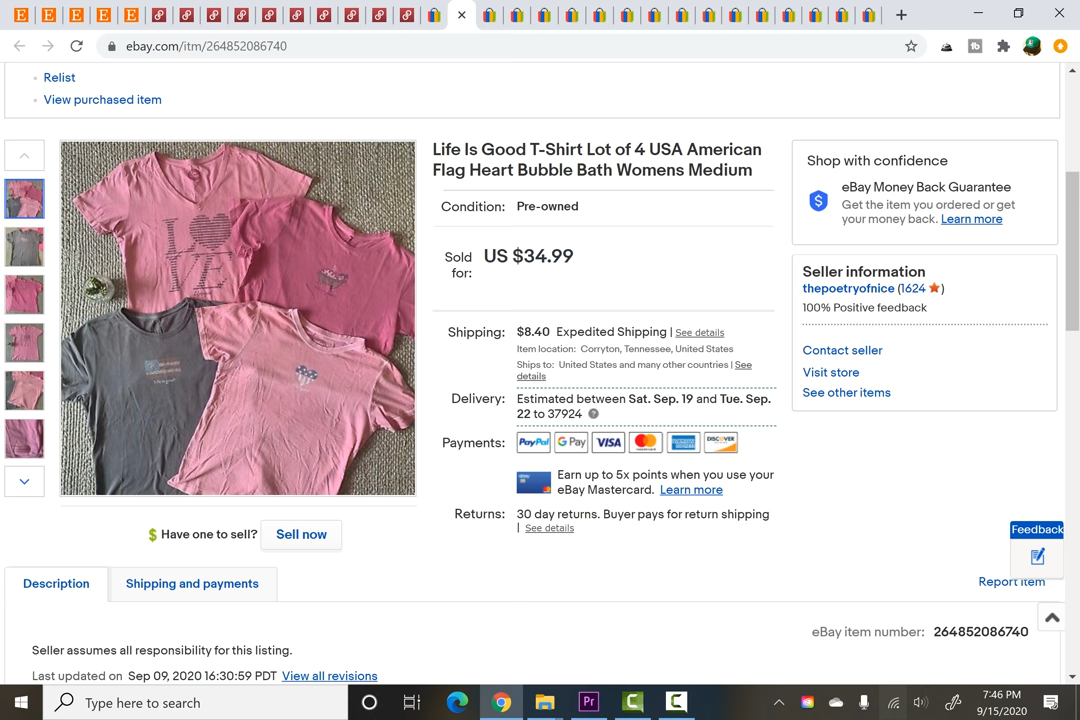 ebay.com/itm/264852086740
Relist
View purchased item
Life Is Good T-Shirt Lot of 4 USA American
Flag Heart Bubble Bath Womens Medium
Condition: Pre-owned
Sold for: US $34.99
Shipping: $8.40 Expedited Shipping | See details
Item location: Corryton, Tennessee, United States
Ships to: United States and many other countries | See
details
Delivery: Estimated between Sat. Sep. 19 and Tue. Sep.
22 to 37924
Payments: PayPal G Pay VISA mastercard DISCOVER
Earn up to 5x points when you use your
eBay Mastercard. Learn more
Returns: 30 day returns. Buyer pays for return shipping
| See details
Shop with confidence
eBay Money Back Guarantee
Get the item you ordered or get
your money back. Learn more
Seller information
thepoetryofnice (1624)
100% Positive feedback
Contact seller
Visit store
See other items
LOVE
$ Have one to sell? Sell now
Feedback
Report item
Description
Shipping and payments
eBay item number: 264852086740
Seller assumes all responsibility for this listing.
Last updated on Sep 09, 2020 16:30:59 PDT View all revisions
Type here to search
Pr
7:46 PM
9/15/2020